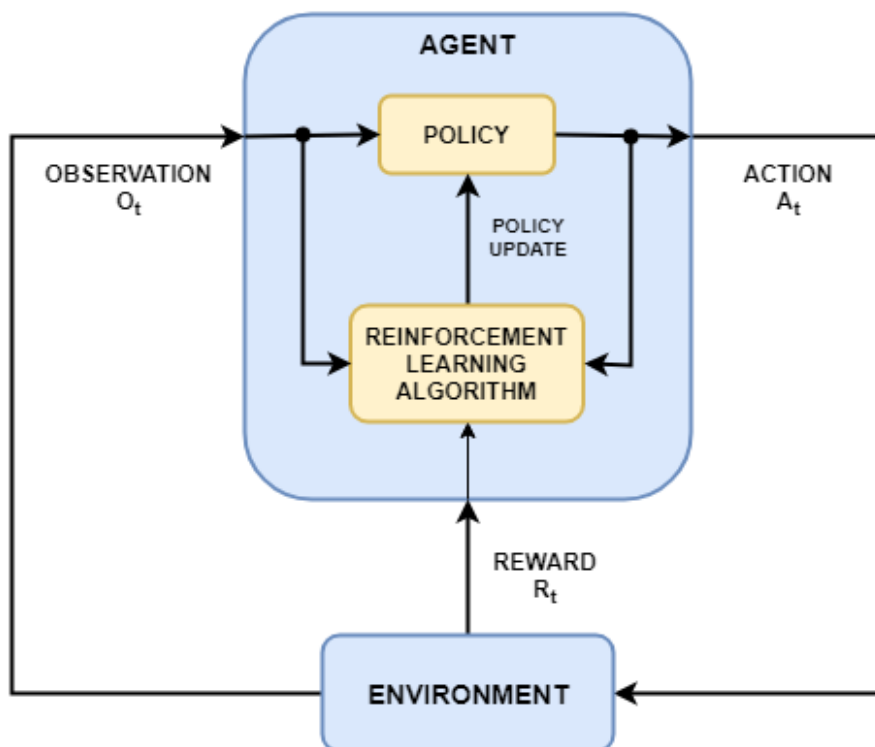 AGENT
POLICY
OBSERVATION
Oₜ
ACTION
Aₜ
POLICY
UPDATE
REINFORCEMENT
LEARNING
ALGORITHM
REWARD
Rₜ
ENVIRONMENT